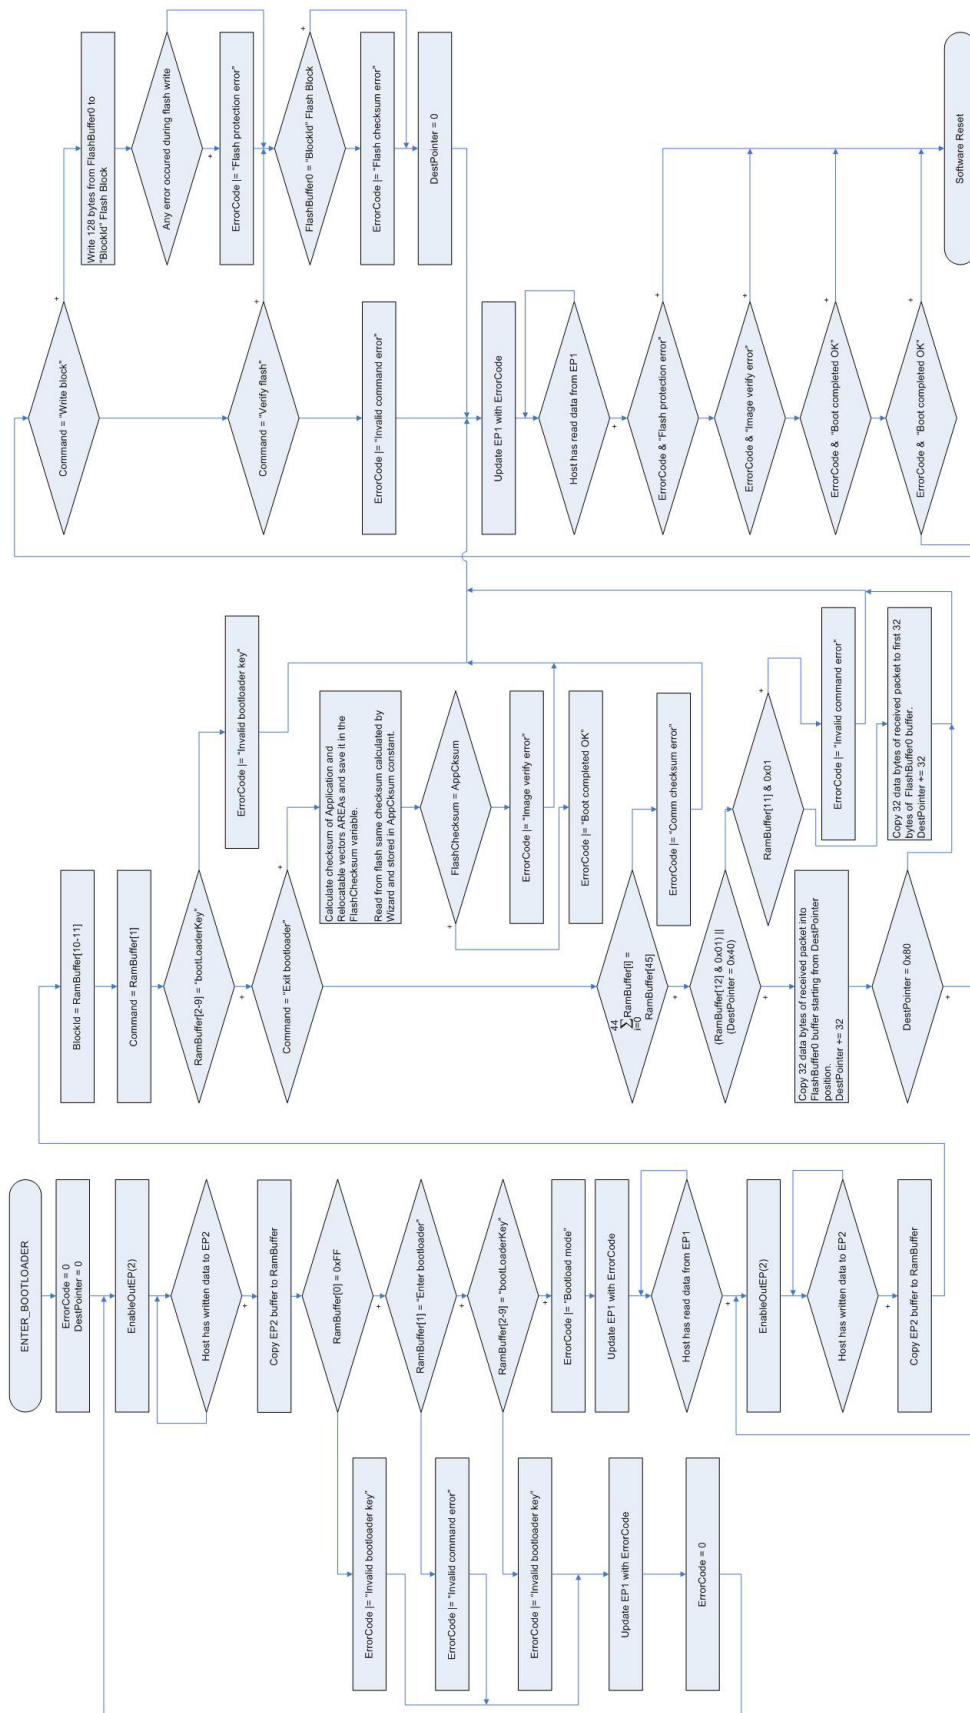 ENTER_BOOTLOADER
ErrorCode = 0
DestPointer = 0
EnableOutEP(2)
Host has written data to EP2
+
Copy EP2 buffer to RamBuffer
RamBuffer[0] = 0xFF
+
RamBuffer[1] = "Enter bootloader"
+
RamBuffer[2-9] = "bootLoaderKey"
+
ErrorCode |= "Bootload mode"
Update EP1 with ErrorCode
Host has read data from EP1
+
EnableOutEP(2)
Host has written data to EP2
+
Copy EP2 buffer to RamBuffer
ErrorCode |= "Invalid bootloader key"
ErrorCode |= "Invalid command error"
ErrorCode |= "Invalid bootloader key"
Update EP1 with ErrorCode
ErrorCode = 0
BlockId = RamBuffer[10-11]
Command = RamBuffer[1]
RamBuffer[2-9] = "bootLoaderKey"
+
+
ErrorCode |= "Invalid bootloader key"
Command = "Exit bootloader"
+
Calculate checksum of Application and
Relocatable vectors AREAs and save it in the
FlashChecksum variable.
Read from flash same checksum calculated by
Wizard and stored in AppCksum constant.
FlashChecksum = AppCksum
+
ErrorCode |= "Image verify error"
ErrorCode |= "Boot completed OK"
44
∑RamBuffer[i] =
i=0
RamBuffer[45]
+
+
ErrorCode |= "Comm checksum error"
(RamBuffer[12] & 0x01) ||
(DestPointer = 0x40)
+
+
RamBuffer[11] & 0x01
+
ErrorCode |= "Invalid command error"
Copy 32 data bytes of received packet into
FlashBuffer0 buffer starting from DestPointer
position.
DestPointer += 32
Copy 32 data bytes of received packet to first 32
bytes of FlashBuffer0 buffer.
DestPointer += 32
DestPointer = 0x80
+
Command = "Write block"
+
Write 128 bytes from FlashBuffer0 to
"BlockId" Flash Block
Any error occured during flash write
+
ErrorCode |= "Flash protection error"
Command = "Verify flash"
+
FlashBuffer0 = "BlockId" Flash Block
+
ErrorCode |= "Flash checksum error"
ErrorCode |= "Invalid command error"
DestPointer = 0
Update EP1 with ErrorCode
Host has read data from EP1
+
ErrorCode & "Flash protection error"
+
ErrorCode & "Image verify error"
+
ErrorCode & "Boot completed OK"
+
ErrorCode & "Boot completed OK"
+
Software Reset